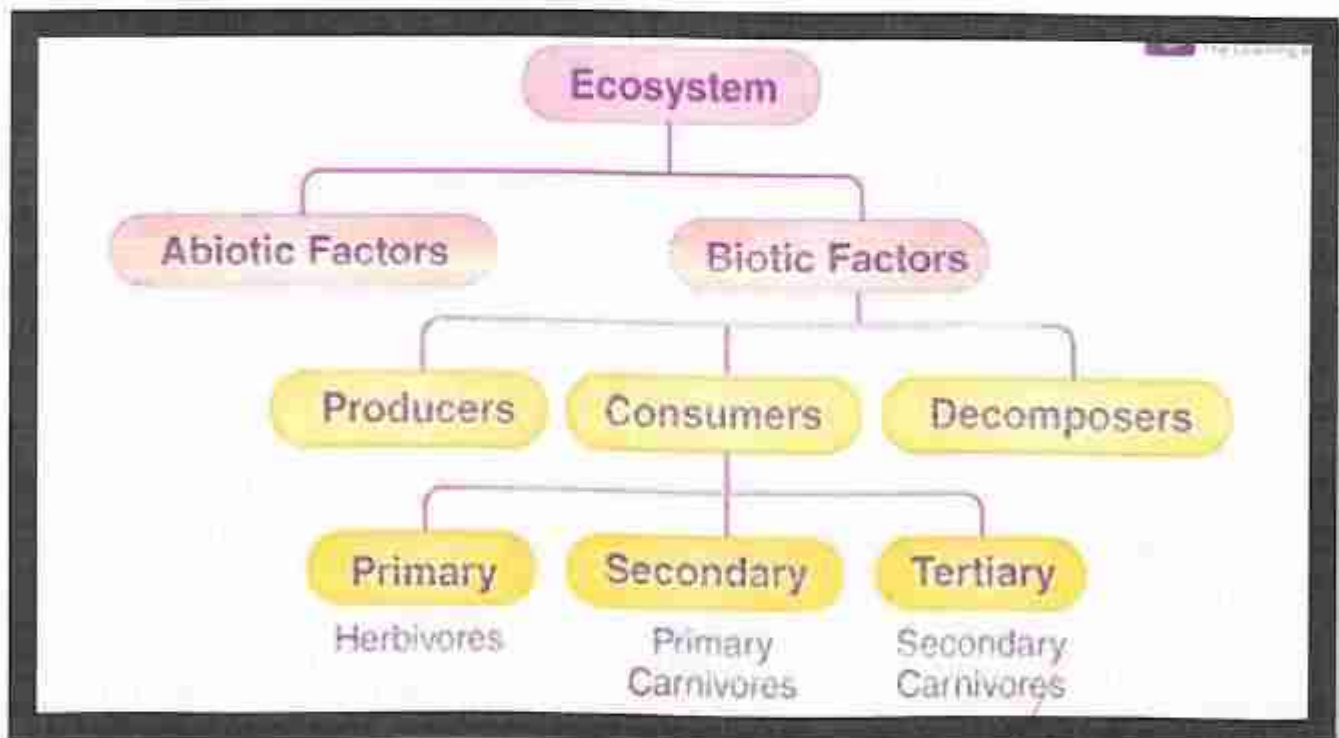 Ecosystem
Abiotic Factors
Biotic Factors
Producers
Consumers
Decomposers
Primary
Secondary
Tertiary
Herbivores
Primary
Carnivores
Secondary
Carnivores